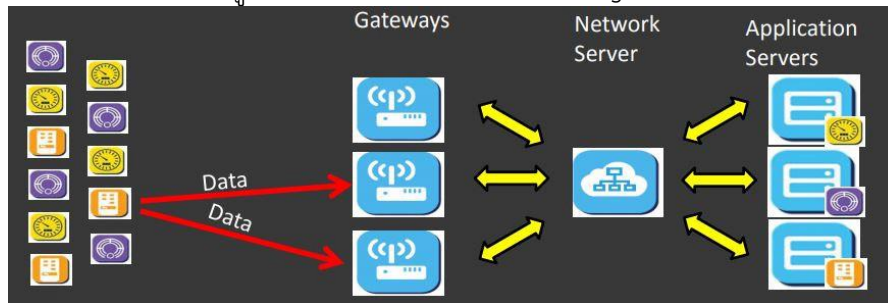 Gateways
Network
Server
Application
Servers
Data
Data